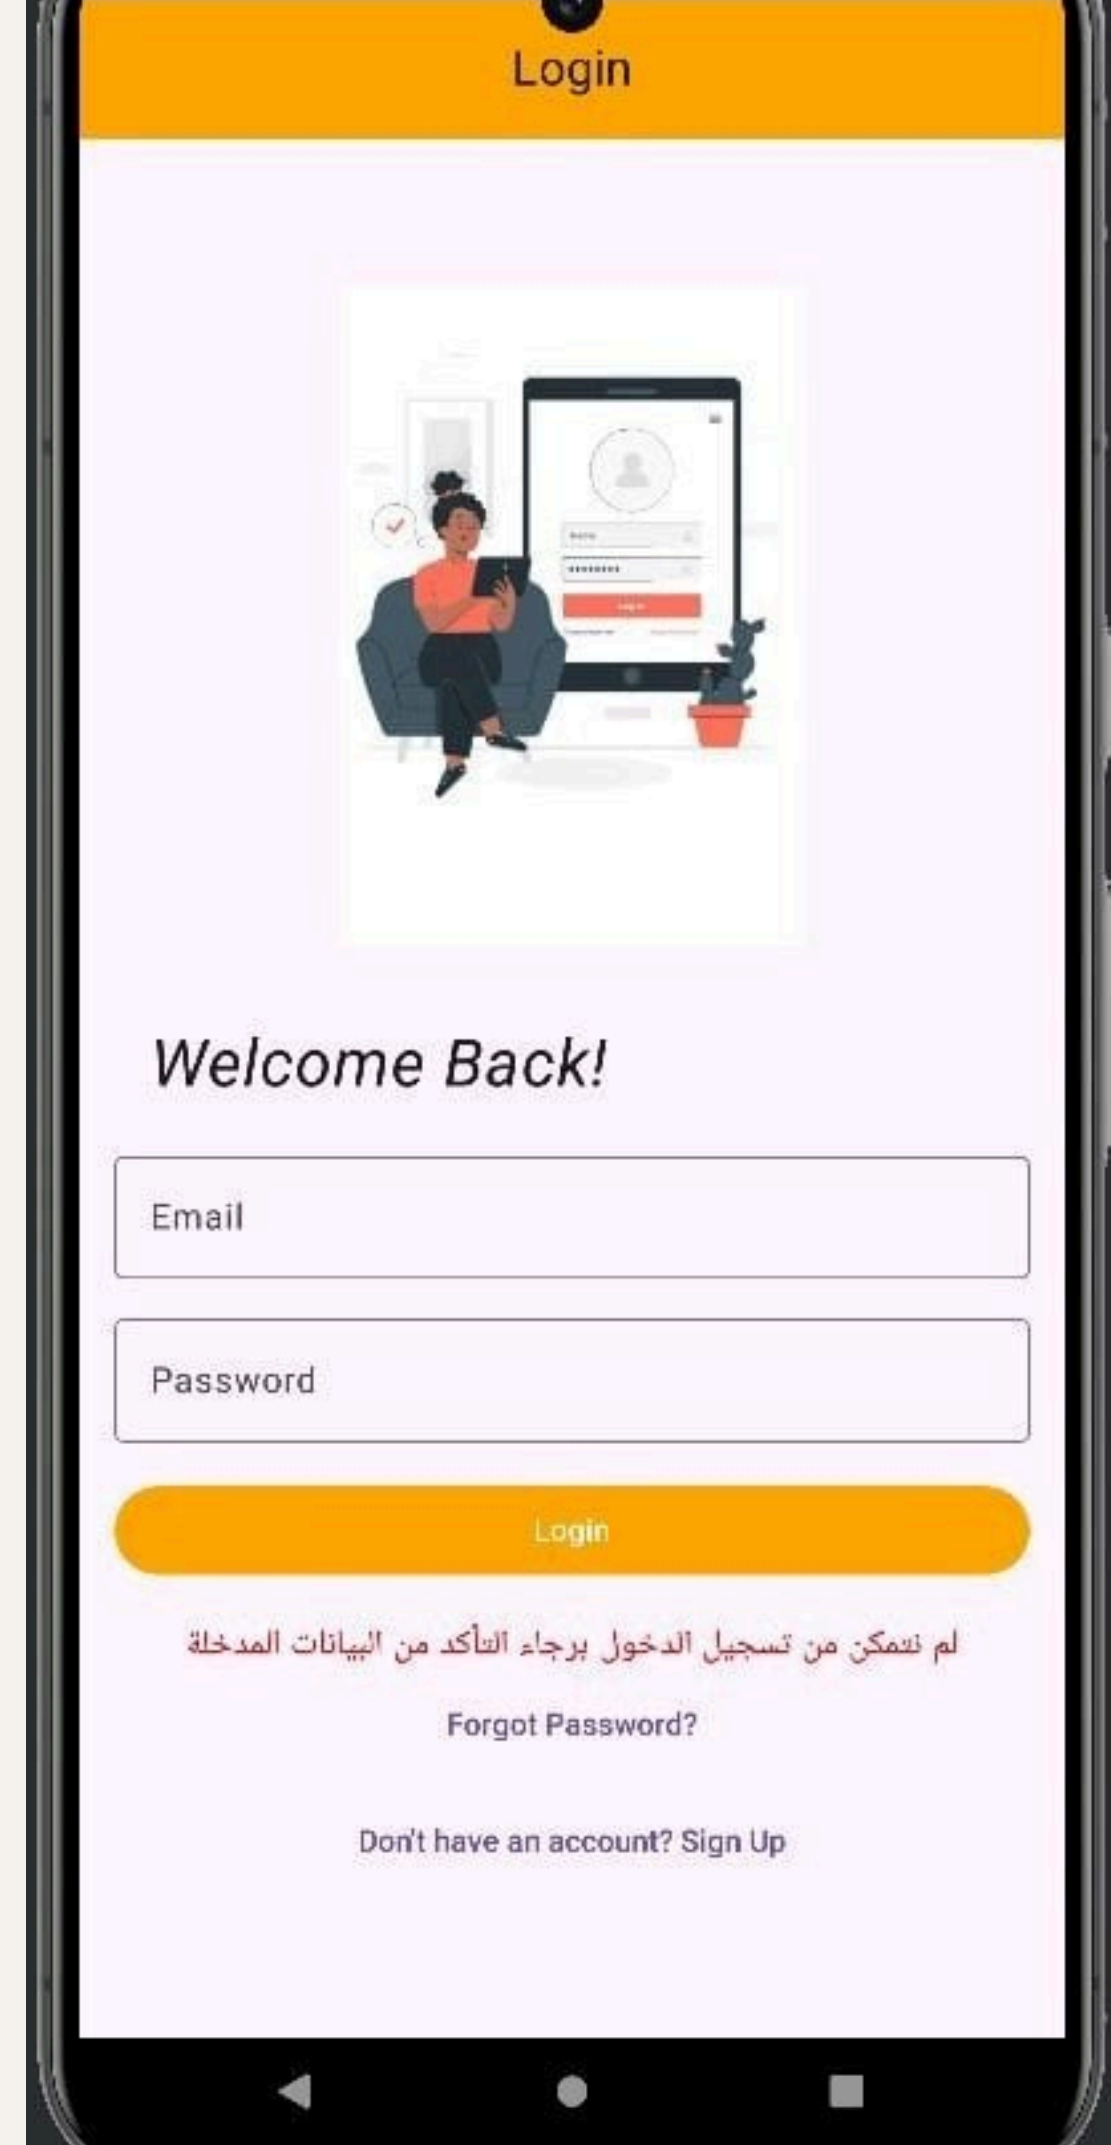 Login
Login
Welcome Back!
Email
Password
Login
لم نتمكن من تسجيل الدخول برجاء التأكد من البيانات المدخلة
Forgot Password?
Don't have an account? Sign Up